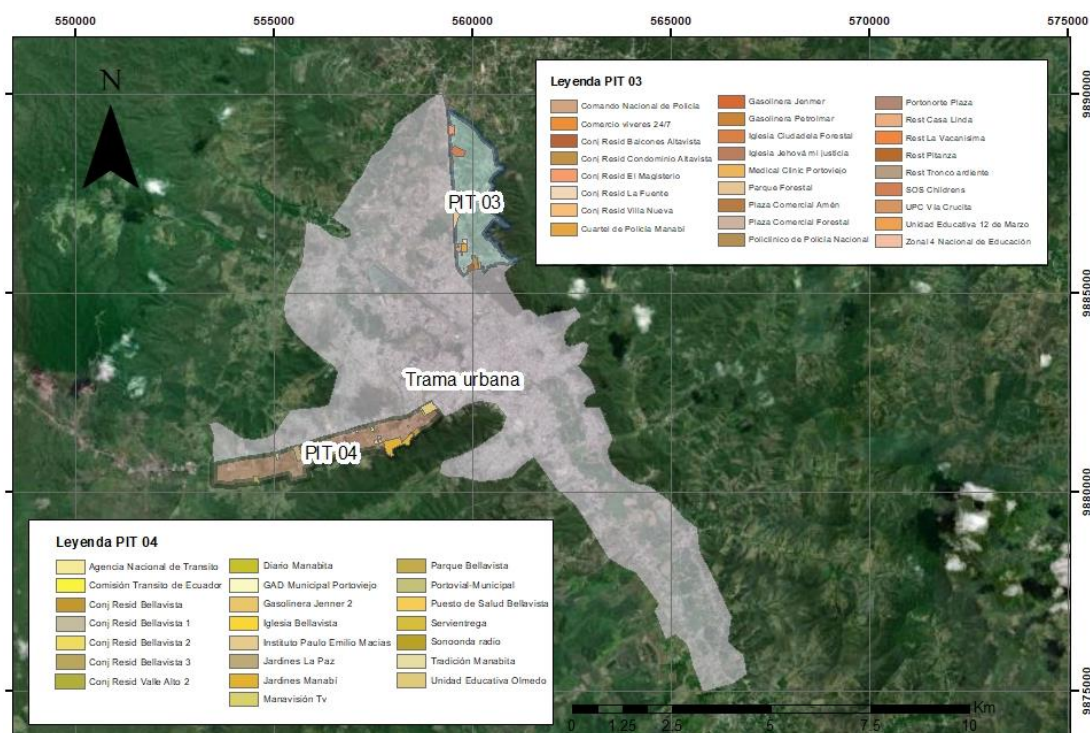 550000 555000 560000 565000 570000 575000
N
Leyenda PIT 03
Comando Nacional de Policía
Comercio víveres 24/7
Conj Resid Balcones Altavista
Conj Resid Condominio Altavista
Conj Resid El Magisterio
Conj Resid La Fuente
Conj Resid Villa Nueva
Cuartel de Policía Manabí
Gasolinera Jenmer
Gasolinera Petrolmar
Iglesia Ciudadela Forestal
Iglesia Jehová mi justicia
Medical Clinic Portoviejo
Parque Forestal
Plaza Comercial Amén
Plaza Comercial Forestal
Policlínico de Policía Nacional
Portonorte Plaza
Rest Casa Linda
Rest La Vacanísima
Rest Pitanza
Rest Tronco ardiente
SOS Childrens
UPC Vía Crucita
Unidad Educativa 12 de Marzo
Zonal 4 Nacional de Educación
9890000
9885000
9880000
9875000
PIT 03
Trama urbana
PIT 04
Leyenda PIT 04
Agencia Nacional de Transito
Comisión Transito de Ecuador
Conj Resid Bellavista
Conj Resid Bellavista 1
Conj Resid Bellavista 2
Conj Resid Bellavista 3
Conj Resid Valle Alto 2
Diario Manabita
GAD Municipal Portoviejo
Gasolinera Jenner 2
Iglesia Bellavista
Instituto Paulo Emilio Macias
Jardines La Paz
Jardines Manabí
Manavisión Tv
Parque Bellavista
Portovial-Municipal
Puesto de Salud Bellavista
Servientrega
Sonoonda radio
Tradición Manabita
Unidad Educativa Olmedo
Km
0 1.25 2.5 5 7.5 10